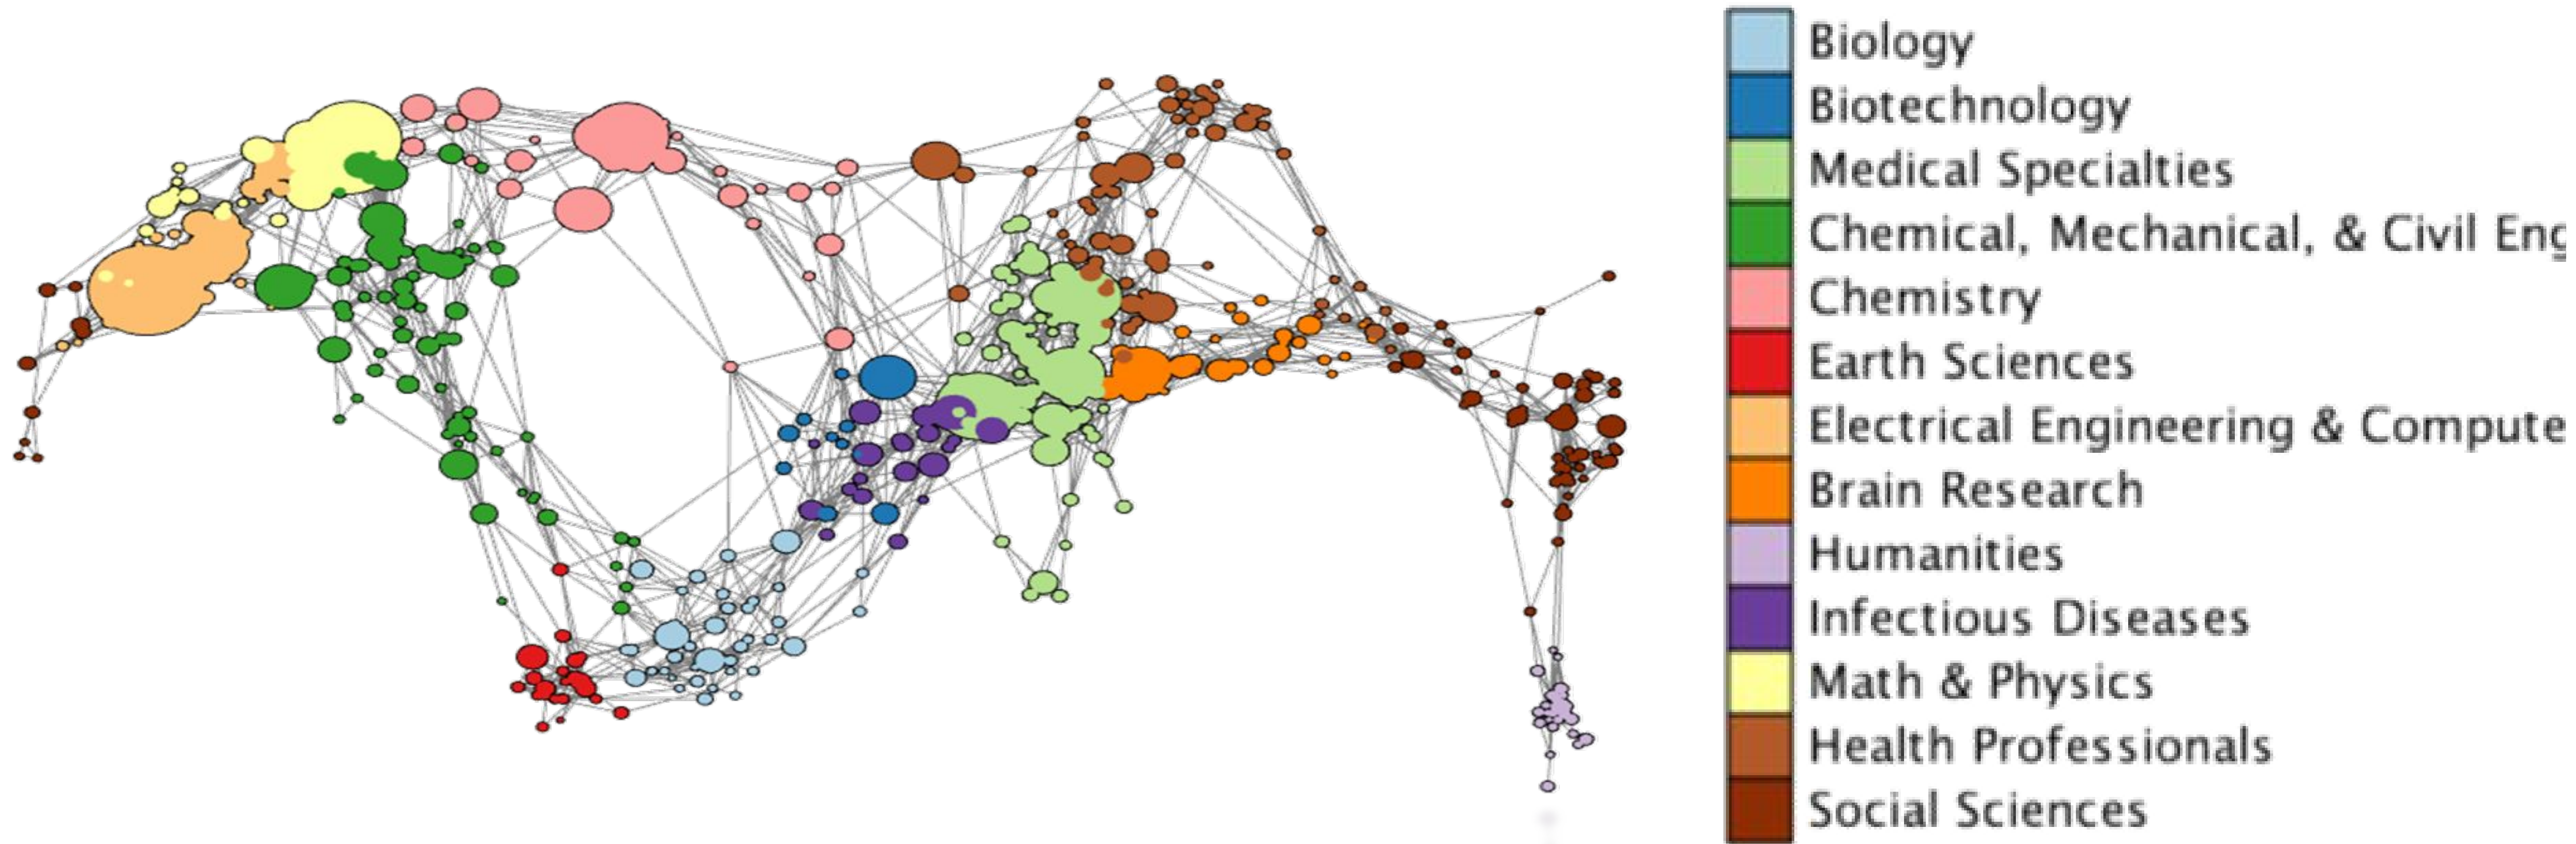 Biology
Biotechnology
Medical Specialties
Chemical, Mechanical, & Civil Eng
Chemistry
Earth Sciences
Electrical Engineering & Compute
Brain Research
Humanities
Infectious Diseases
Math & Physics
Health Professionals
Social Sciences